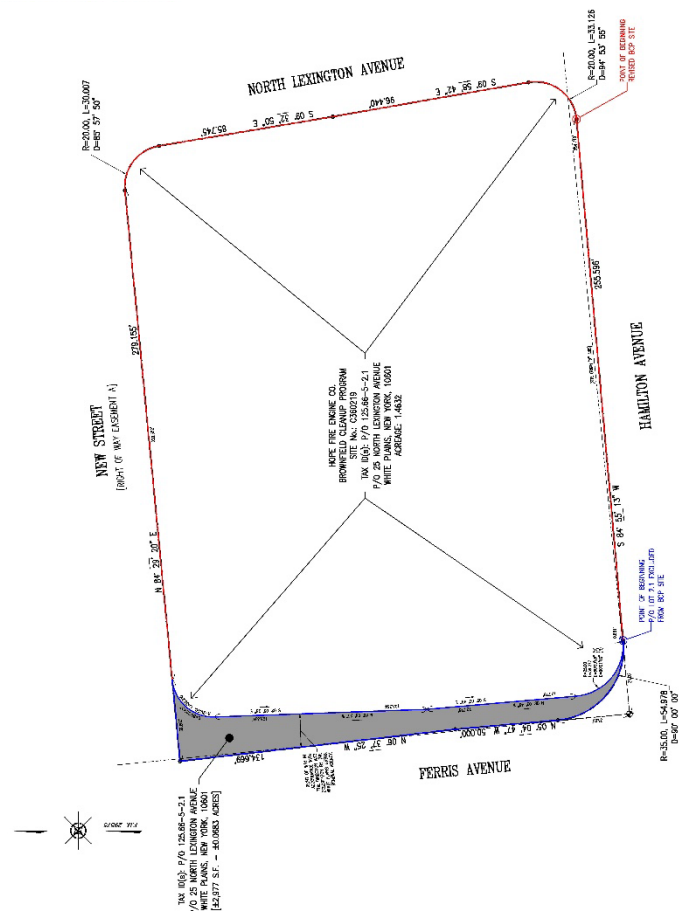 NORTH LEXINGTON AVENUE
R=20.00, L=30.007
D=85° 57' 50"
85.745'
S 09° 32' 50" E
96.440'
S 09° 58' 42" E
R=20.00, L=33.126
D=94° 53' 55"
POINT OF BEGINNING
REVISED BCP SITE
279.155'
NEW STREET
[RIGHT OF WAY EASEMENT A]
N 84° 29' 20" E
HOPE FIRE ENGINE CO.
BROWNFIELD CLEANUP PROGRAM
SITE No.: C360219
TAX ID(s): P/O 125.66-5-2.1
P/O 25 NORTH LEXINGTON AVENUE
WHITE PLAINS, NEW YORK, 10601
ACREAGE: 1.4632
255.596'
HAMILTON AVENUE
S 84° 55' 13" W
POINT OF BEGINNING
P/O LOT 2.1 EXCLUDED
FROM BCP SITE
R=35.00, L=54.978
D=90° 00' 00"
134.669'
N 06° 37' 25" W
50.000'
N 05° 04' 47" W
FERRIS AVENUE
TAX ID(s): P/O 125.66-5-2.1
P/O 25 NORTH LEXINGTON AVENUE
WHITE PLAINS, NEW YORK, 10601
[±2,977 S.F. - ±0.0683 ACRES]